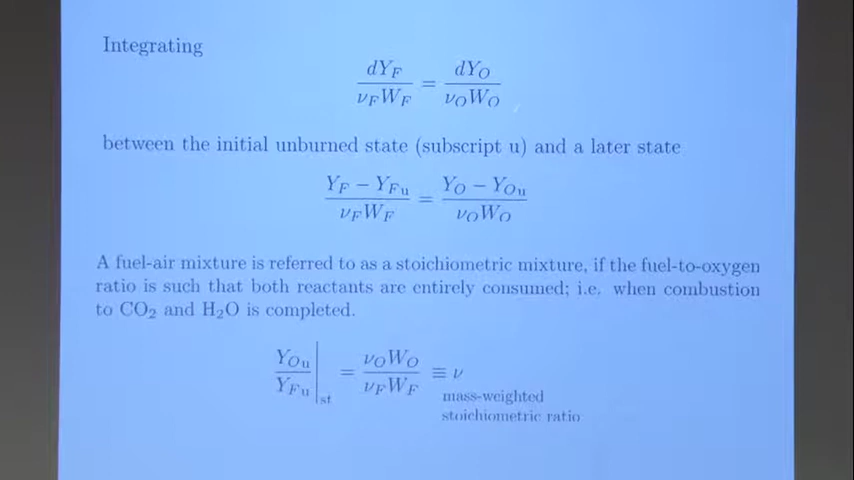 Integrating
dY_F / ν_F W_F = dY_O / ν_O W_O
between the initial unburned state (subscript u) and a later state
Y_F − Y_Fu / ν_F W_F = Y_O − Y_Ou / ν_O W_O
A fuel-air mixture is referred to as a stoichiometric mixture, if the fuel-to-oxygen
ratio is such that both reactants are entirely consumed; i.e. when combustion
to CO₂ and H₂O is completed.
Y_Ou / Y_Fu |_st = ν_O W_O / ν_F W_F ≡ ν
mass-weighted
stoichiometric ratio